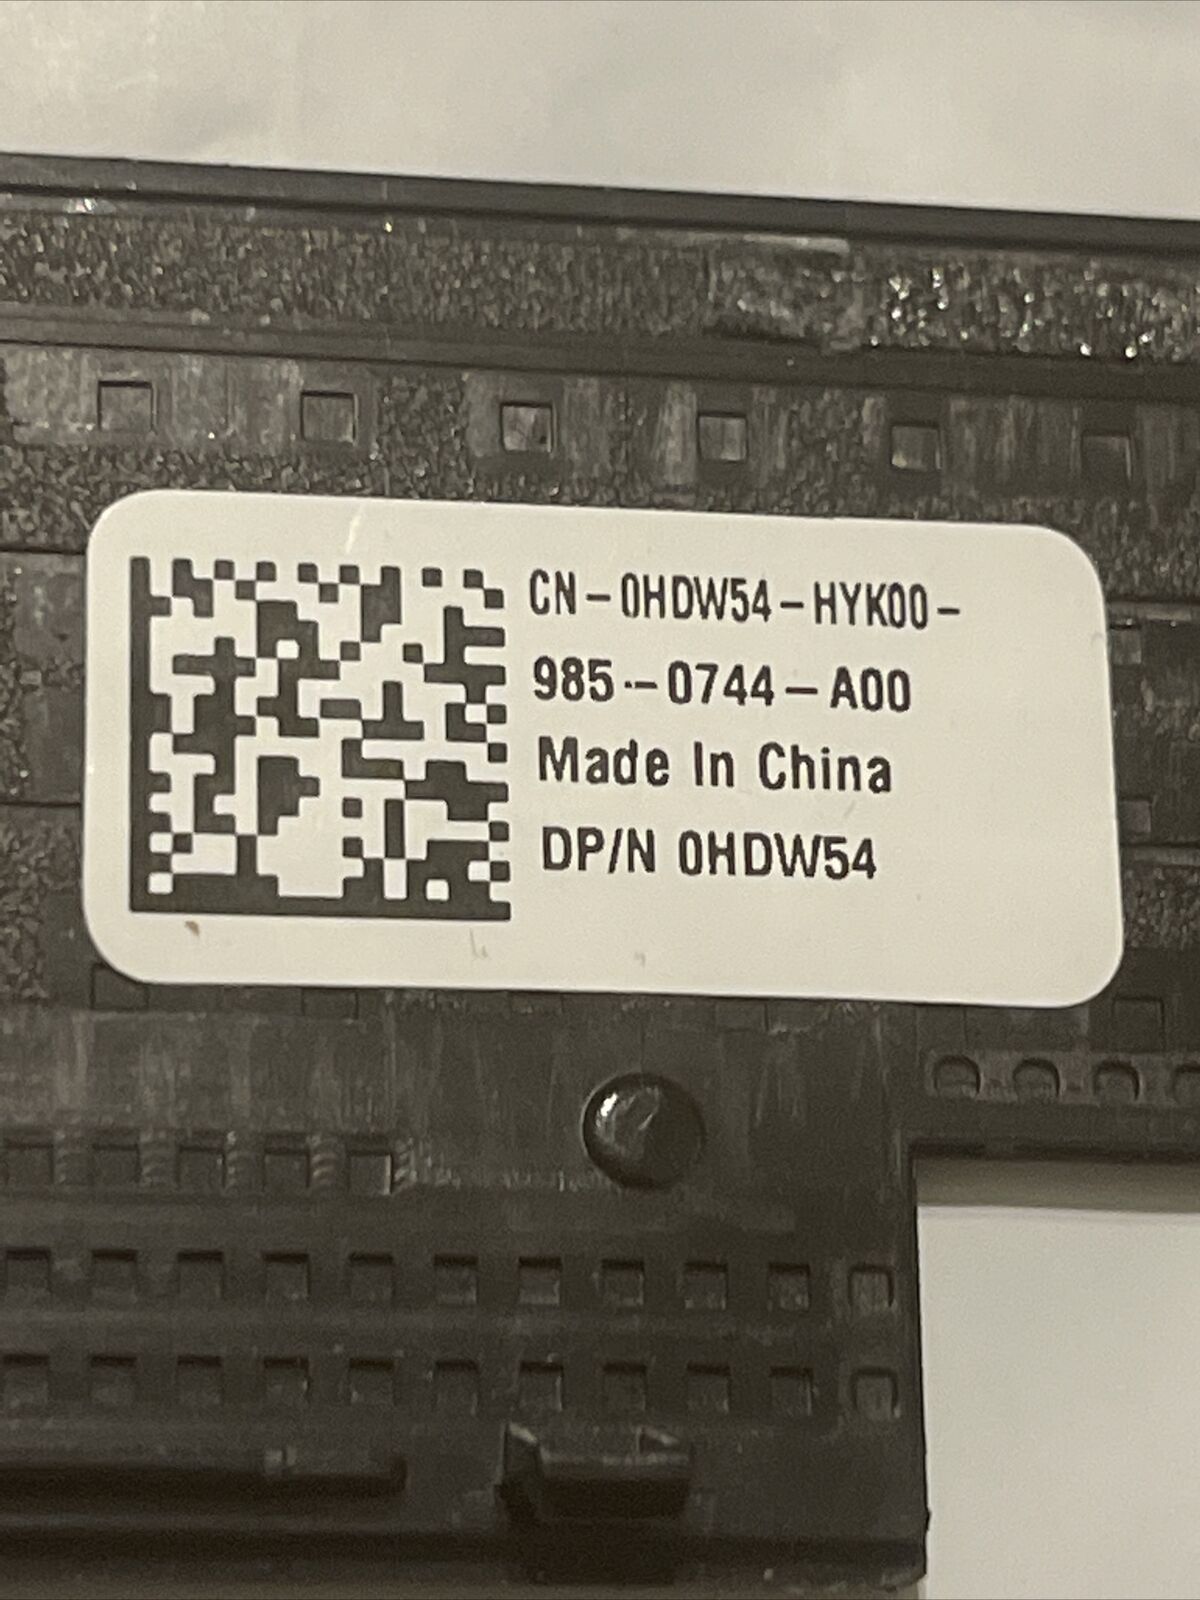 CN-0HDW54-HYK00-
985--0744-A00
Made In China
DP/N 0HDW54